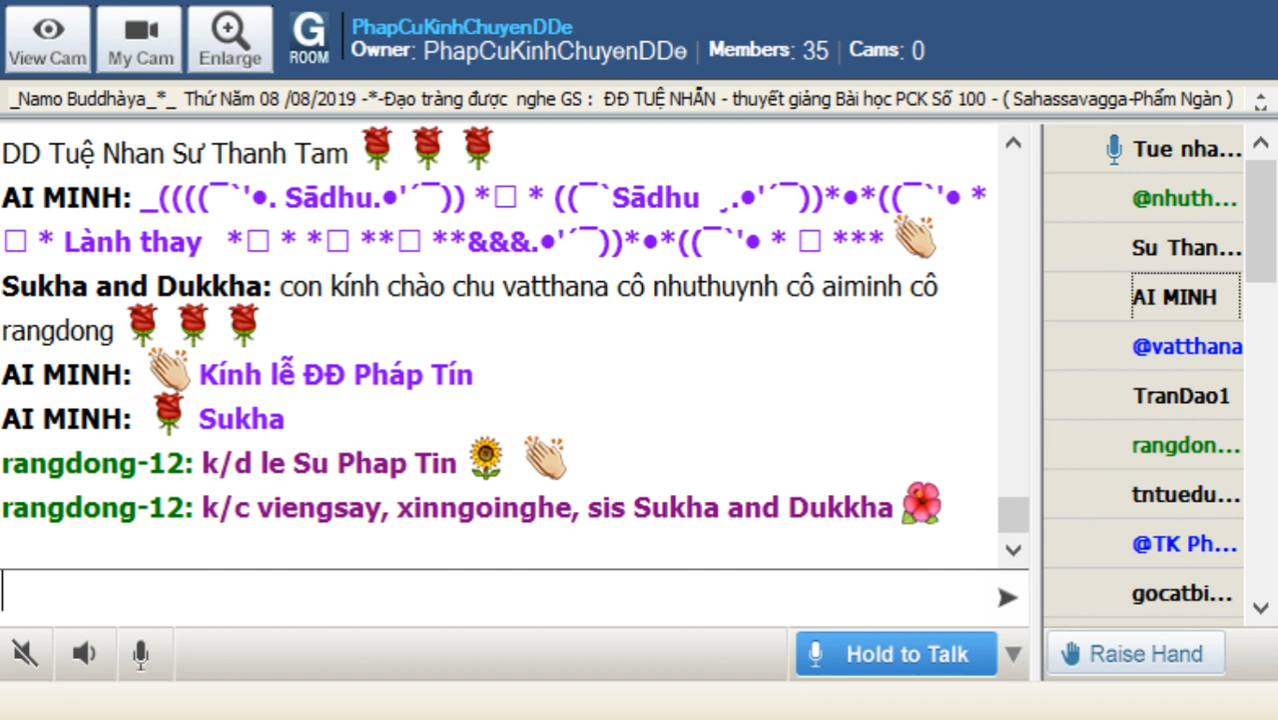 View Cam
My Cam
Enlarge
G
ROOM
PhapCuKinhChuyenDDe
Owner: PhapCuKinhChuyenDDe | Members: 35 | Cams: 0
_Namo Buddhàya_*_ Thứ Năm 08 /08/2019 -*-Đạo tràng được nghe GS : ĐĐ TUỆ NHẪN - thuyết giảng Bài học PCK Số 100 - ( Sahassavagga-Phẩm Ngàn )
DD Tuệ Nhan Sư Thanh Tam
AI MINH: _((((¯`'●. Sādhu.●'´¯)) *□ * ((¯`Sādhu ¸.●'´¯))*●*((¯`'● *
□ * Lành thay *□ * *□ **□ **&&&.●'´¯))*●*((¯`'● * □ ***
Sukha and Dukkha: con kính chào chu vatthana cô nhuthuynh cô aiminh cô
rangdong
AI MINH: Kính lễ ĐĐ Pháp Tín
AI MINH: Sukha
rangdong-12: k/d le Su Phap Tin
rangdong-12: k/c viengsay, xinngoinghe, sis Sukha and Dukkha
Tue nha...
@nhuth...
Su Than...
AI MINH
@vatthana
TranDao1
rangdon...
tntuedu...
@TK Ph...
gocatbi...
Hold to Talk
Raise Hand